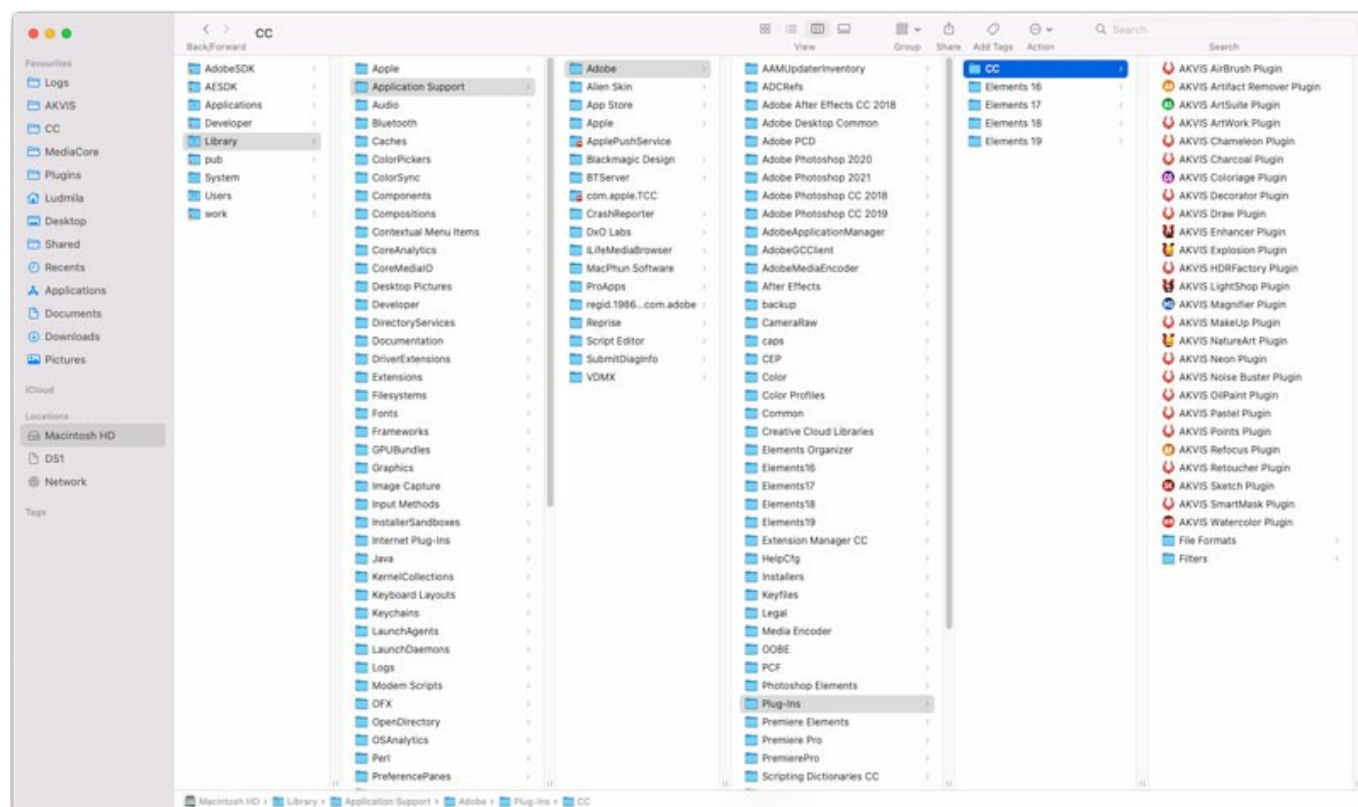 CC
Back/Forward
View
Group
Share
Add Tags
Action
Search
Search
Favourites
Logs
AKVIS
CC
MediaCore
Plugins
Ludmila
Desktop
Shared
Recents
Applications
Documents
Downloads
Pictures
iCloud
Locations
Macintosh HD
DS1
Network
Tags
AdobeSDK
AESDK
Applications
Developer
Library
pub
System
Users
work
Apple
Application Support
Audio
Bluetooth
Caches
ColorPickers
ColorSync
Components
Compositions
Contextual Menu Items
CoreAnalytics
CoreMediaIO
Desktop Pictures
Developer
DirectoryServices
Documentation
DriverExtensions
Extensions
Filesystems
Fonts
Frameworks
GPUBundles
Graphics
Image Capture
Input Methods
InstallerSandboxes
Internet Plug-Ins
Java
KernelCollections
Keyboard Layouts
Keychains
LaunchAgents
LaunchDaemons
Logs
Modem Scripts
OFX
OpenDirectory
OSAnalytics
Perl
PreferencePanes
Adobe
Alien Skin
App Store
Apple
ApplePushService
Blackmagic Design
BTServer
com.apple.TCC
CrashReporter
DxO Labs
iLifeMediaBrowser
MacPhun Software
ProApps
regid.1986...com.adobe
Reprise
Script Editor
SubmitDiagInfo
VDMX
AAMUpdaterInventory
ADCRefs
Adobe After Effects CC 2018
Adobe Desktop Common
Adobe PCD
Adobe Photoshop 2020
Adobe Photoshop 2021
Adobe Photoshop CC 2018
Adobe Photoshop CC 2019
AdobeApplicationManager
AdobeGCClient
AdobeMediaEncoder
After Effects
backup
CameraRaw
caps
CEP
Color
Color Profiles
Common
Creative Cloud Libraries
Elements Organizer
Elements16
Elements17
Elements18
Elements19
Extension Manager CC
HelpCfg
Installers
Keyfiles
Legal
Media Encoder
OOBE
PCF
Photoshop Elements
Plug-Ins
Premiere Elements
Premiere Pro
PremierePro
Scripting Dictionaries CC
CC
Elements 16
Elements 17
Elements 18
Elements 19
AKVIS AirBrush Plugin
AKVIS Artifact Remover Plugin
AKVIS ArtSuite Plugin
AKVIS ArtWork Plugin
AKVIS Chameleon Plugin
AKVIS Charcoal Plugin
AKVIS Coloriage Plugin
AKVIS Decorator Plugin
AKVIS Draw Plugin
AKVIS Enhancer Plugin
AKVIS Explosion Plugin
AKVIS HDRFactory Plugin
AKVIS LightShop Plugin
AKVIS Magnifier Plugin
AKVIS MakeUp Plugin
AKVIS NatureArt Plugin
AKVIS Neon Plugin
AKVIS Noise Buster Plugin
AKVIS OilPaint Plugin
AKVIS Pastel Plugin
AKVIS Points Plugin
AKVIS Refocus Plugin
AKVIS Retoucher Plugin
AKVIS Sketch Plugin
AKVIS SmartMask Plugin
AKVIS Watercolor Plugin
File Formats
Filters
Macintosh HD › Library › Application Support › Adobe › Plug-Ins › CC